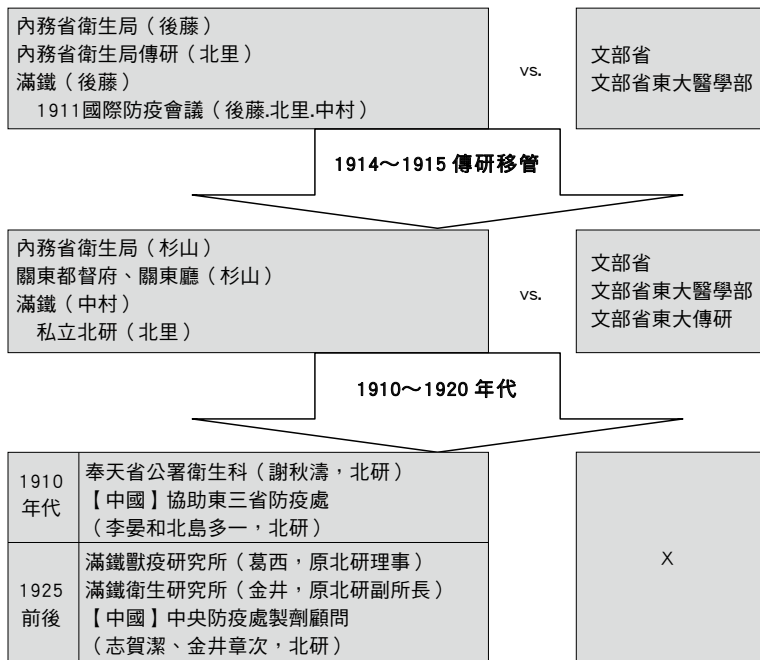 內務省衛生局（後藤）
內務省衛生局傳研（北里）
滿鐵（後藤）
1911國際防疫會議（後藤.北里.中村）
vs.
文部省
文部省東大醫學部
1914～1915 傳研移管
內務省衛生局（杉山）
關東都督府、關東廳（杉山）
滿鐵（中村）
私立北研（北里）
vs.
文部省
文部省東大醫學部
文部省東大傳研
1910～1920 年代
1910
年代
奉天省公署衛生科（謝秋濤，北研）
【中國】協助東三省防疫處
（李晏和北島多一，北研）
1925
前後
滿鐵獸疫研究所（葛西，原北研理事）
滿鐵衛生研究所（金井，原北研副所長）
【中國】中央防疫處製劑顧問
（志賀潔、金井章次，北研）
X